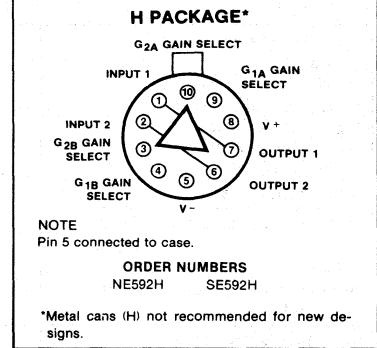 H PACKAGE*
G2A GAIN SELECT
INPUT 1
G1A GAIN
SELECT
10
1
9
INPUT 2
2
8
V +
G2B GAIN
SELECT
3
7
OUTPUT 1
4
5
6
G1B GAIN
SELECT
OUTPUT 2
V –
NOTE
Pin 5 connected to case.
ORDER NUMBERS
NE592H SE592H
*Metal cans (H) not recommended for new de-
signs.